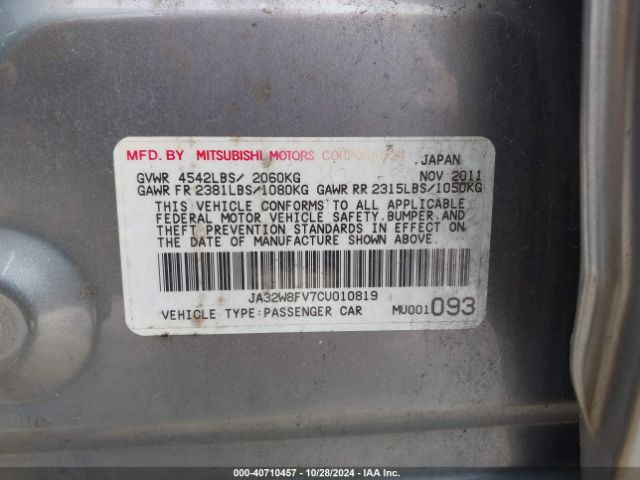 MFD. BY MITSUBISHI MOTORS CORPORATION JAPAN
GVWR 4542LBS/ 2060KG NOV 2011
GAWR FR 2381LBS/1080KG GAWR RR 2315LBS/1050KG
THIS VEHICLE CONFORMS TO ALL APPLICABLE
FEDERAL MOTOR VEHICLE SAFETY, BUMPER, AND
THEFT PREVENTION STANDARDS IN EFFECT ON
THE DATE OF MANUFACTURE SHOWN ABOVE.
JA32W8FV7CU010819
VEHICLE TYPE:PASSENGER CAR MU001093
000-40710457 - 10/28/2024 - IAA Inc.